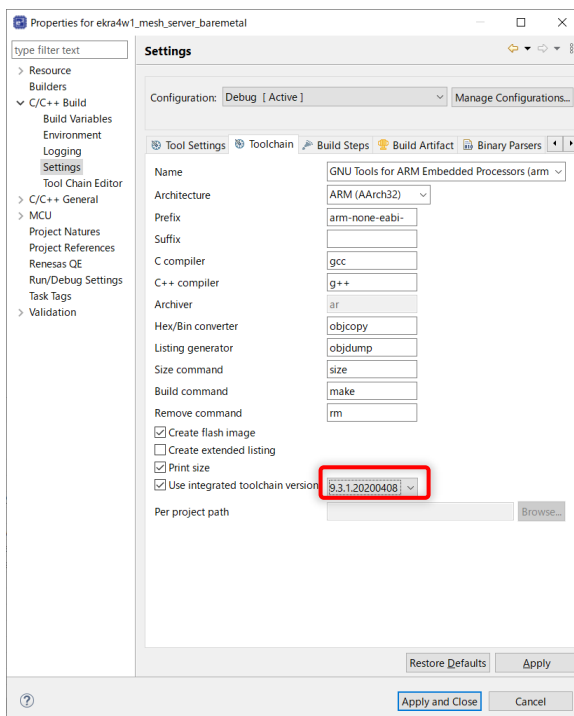 Properties for ekra4w1_mesh_server_baremetal
type filter text
Settings
Resource
Builders
C/C++ Build
Build Variables
Environment
Logging
Settings
Tool Chain Editor
C/C++ General
MCU
Project Natures
Project References
Renesas QE
Run/Debug Settings
Task Tags
Validation
Configuration: Debug [ Active ] Manage Configurations...
Tool Settings Toolchain Build Steps Build Artifact Binary Parsers
Name GNU Tools for ARM Embedded Processors (arm
Architecture ARM (AArch32)
Prefix arm-none-eabi-
Suffix
C compiler gcc
C++ compiler g++
Archiver ar
Hex/Bin converter objcopy
Listing generator objdump
Size command size
Build command make
Remove command rm
Create flash image
Create extended listing
Print size
Use integrated toolchain version 9.3.1.20200408
Per project path Browse...
Restore Defaults Apply
? Apply and Close Cancel